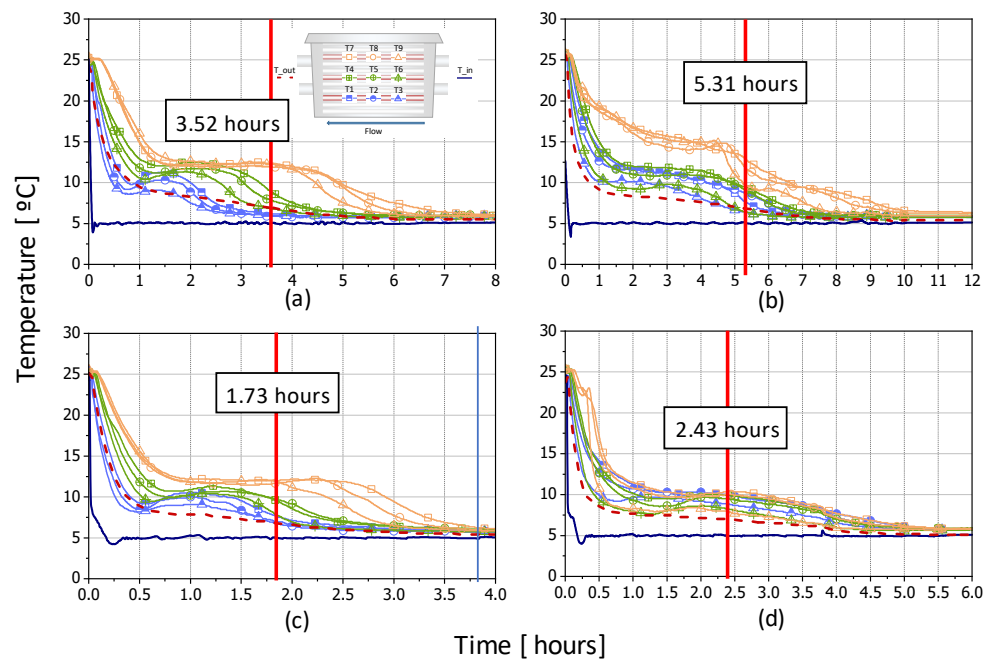 Temperature [ ºC]
30
25
20
15
10
5
0
3.52 hours
T_out
T7 T8 T9
T4 T5 T6
T1 T2 T3
T_in
Flow
0 1 2 3 4 5 6 7 8
(a)
30
25
20
15
10
5
0
5.31 hours
0 1 2 3 4 5 6 7 8 9 10 11 12
(b)
30
25
20
15
10
5
0
1.73 hours
0.0 0.5 1.0 1.5 2.0 2.5 3.0 3.5 4.0
(c)
30
25
20
15
10
5
0
2.43 hours
0.0 0.5 1.0 1.5 2.0 2.5 3.0 3.5 4.0 4.5 5.0 5.5 6.0
(d)
Time [ hours]